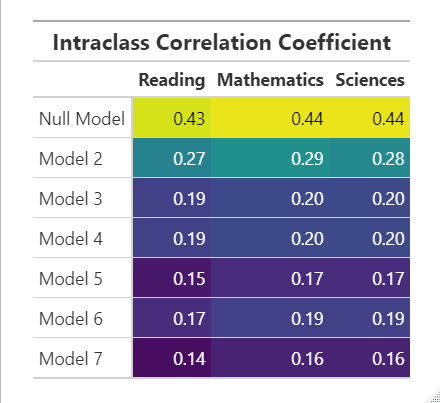 Intraclass Correlation Coefficient
Reading Mathematics Sciences
Null Model 0.43 0.44 0.44
Model 2 0.27 0.29 0.28
Model 3 0.19 0.20 0.20
Model 4 0.19 0.20 0.20
Model 5 0.15 0.17 0.17
Model 6 0.17 0.19 0.19
Model 7 0.14 0.16 0.16